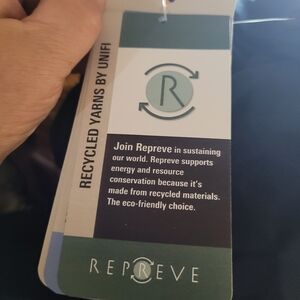 RECYCLED YARNS BY UNIFI
R
Join Repreve in sustaining
our world. Repreve supports
energy and resource
conservation because it's
made from recycled materials.
The eco-friendly choice.
REPREVE